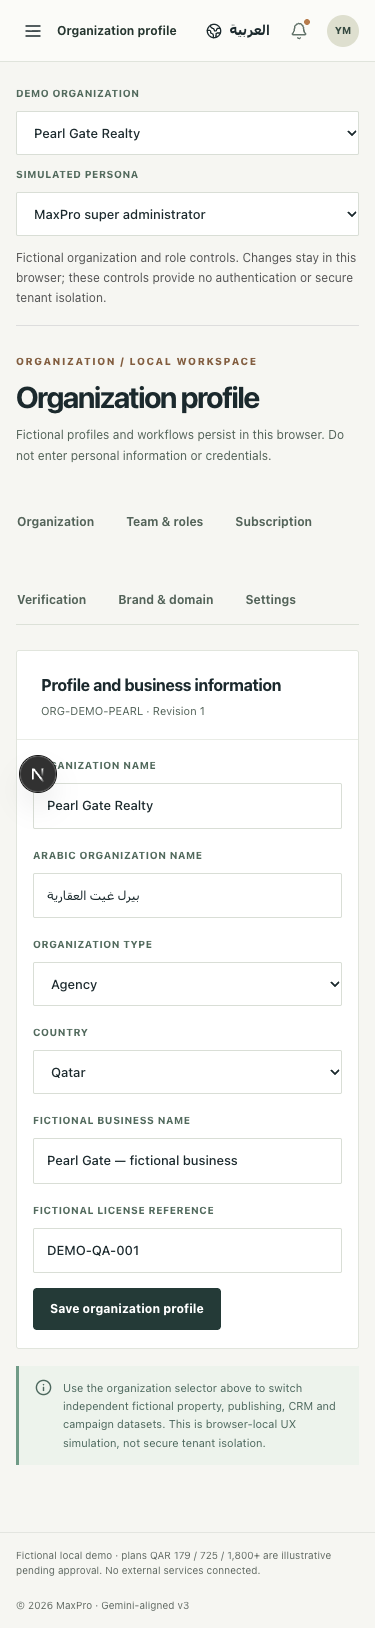 Organization profile
العربية
YM
DEMO ORGANIZATION
Pearl Gate Realty
SIMULATED PERSONA
MaxPro super administrator
Fictional organization and role controls. Changes stay in this
browser; these controls provide no authentication or secure
tenant isolation.
ORGANIZATION / LOCAL WORKSPACE
Organization profile
Fictional profiles and workflows persist in this browser. Do
not enter personal information or credentials.
Organization
Team & roles
Subscription
Verification
Brand & domain
Settings
Profile and business information
ORG-DEMO-PEARL · Revision 1
N
NAME
Pearl Gate Realty
ARABIC ORGANIZATION NAME
بيرل غيت العقارية
ORGANIZATION TYPE
Agency
COUNTRY
Qatar
FICTIONAL BUSINESS NAME
Pearl Gate — fictional business
FICTIONAL LICENSE REFERENCE
DEMO-QA-001
Save organization profile
Use the organization selector above to switch
independent fictional property, publishing, CRM and
campaign datasets. This is browser-local UX
simulation, not secure tenant isolation.
Fictional local demo · plans QAR 179 / 725 / 1,800+ are illustrative
pending approval. No external services connected.
© 2026 MaxPro · Gemini-aligned v3